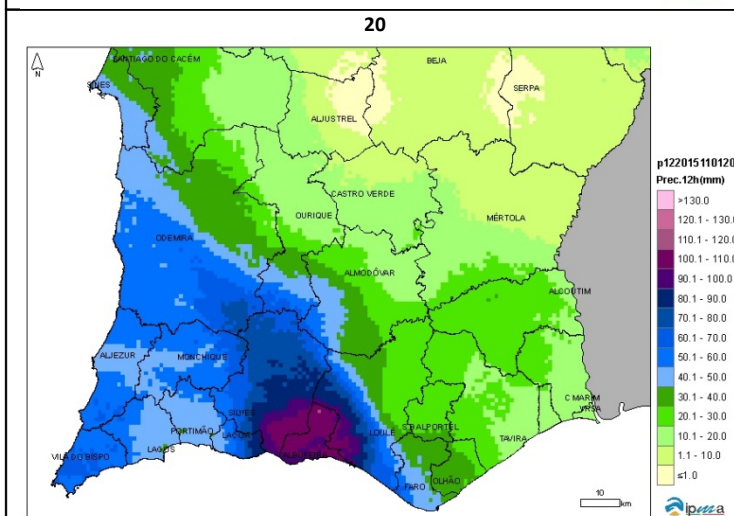 20
N
SANTIAGO DO CACÉM
BEJA
SINES
SERPA
ALJUSTREL
CASTRO VERDE
OURIQUE
MÉRTOLA
ODEMIRA
ALMODÓVAR
ALCOUTIM
ALJEZUR
MONCHIQUE
C MARIM
VRSA
SILVES
PORTIMÃO
LAGOA
S B ALPORTEL
LOULE
TAVIRA
LAGOS
VILA DO BISPO
OLHÃO
FARO
10
km
p122015110120
Prec.12h(mm)
>130.0
120.1 - 130.0
110.1 - 120.0
100.1 - 110.0
90.1 - 100.0
80.1 - 90.0
70.1 - 80.0
60.1 - 70.0
50.1 - 60.0
40.1 - 50.0
30.1 - 40.0
20.1 - 30.0
10.1 - 20.0
1.1 - 10.0
≤1.0
ipma